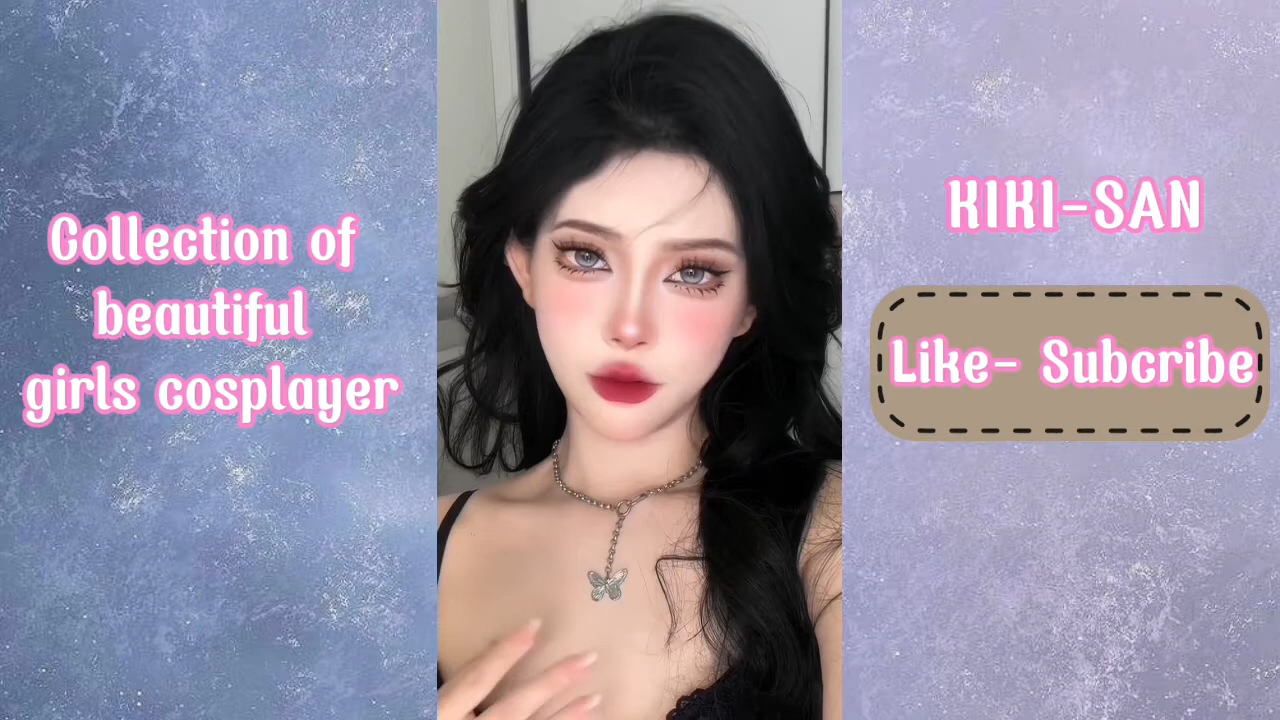 Collection of
beautiful
girls cosplayer
KIKI-SAN
Like- Subcribe